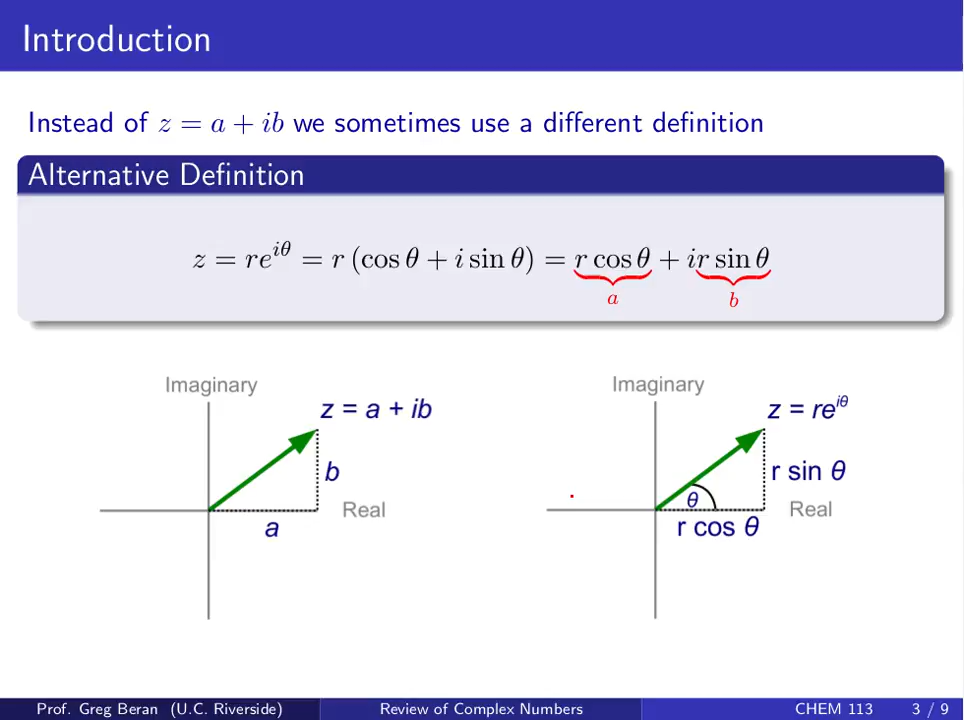 Introduction
Instead of z = a + ib we sometimes use a different definition
Alternative Definition
z = re^{iθ} = r (cos θ + i sin θ) = r cos θ + ir sin θ
a b
Imaginary
z = a + ib
b
Real
a
Imaginary
z = re^{iθ}
r sin θ
θ
Real
r cos θ
Prof. Greg Beran (U.C. Riverside) Review of Complex Numbers CHEM 113 3 / 9